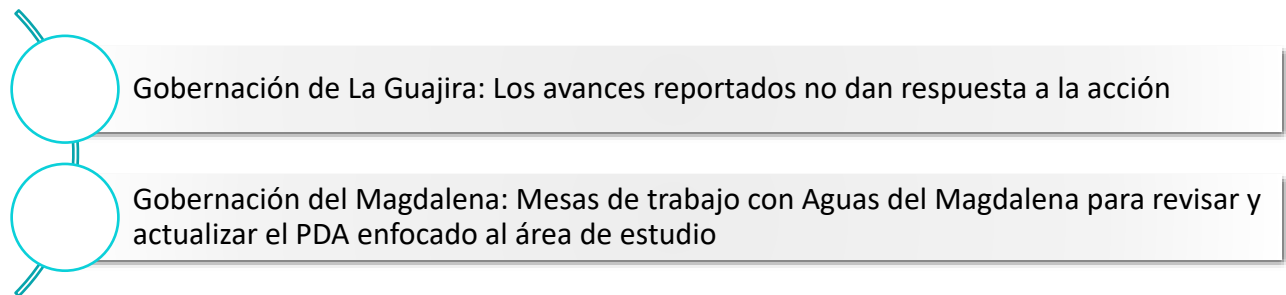 Gobernación de La Guajira: Los avances reportados no dan respuesta a la acción
Gobernación del Magdalena: Mesas de trabajo con Aguas del Magdalena para revisar y
actualizar el PDA enfocado al área de estudio